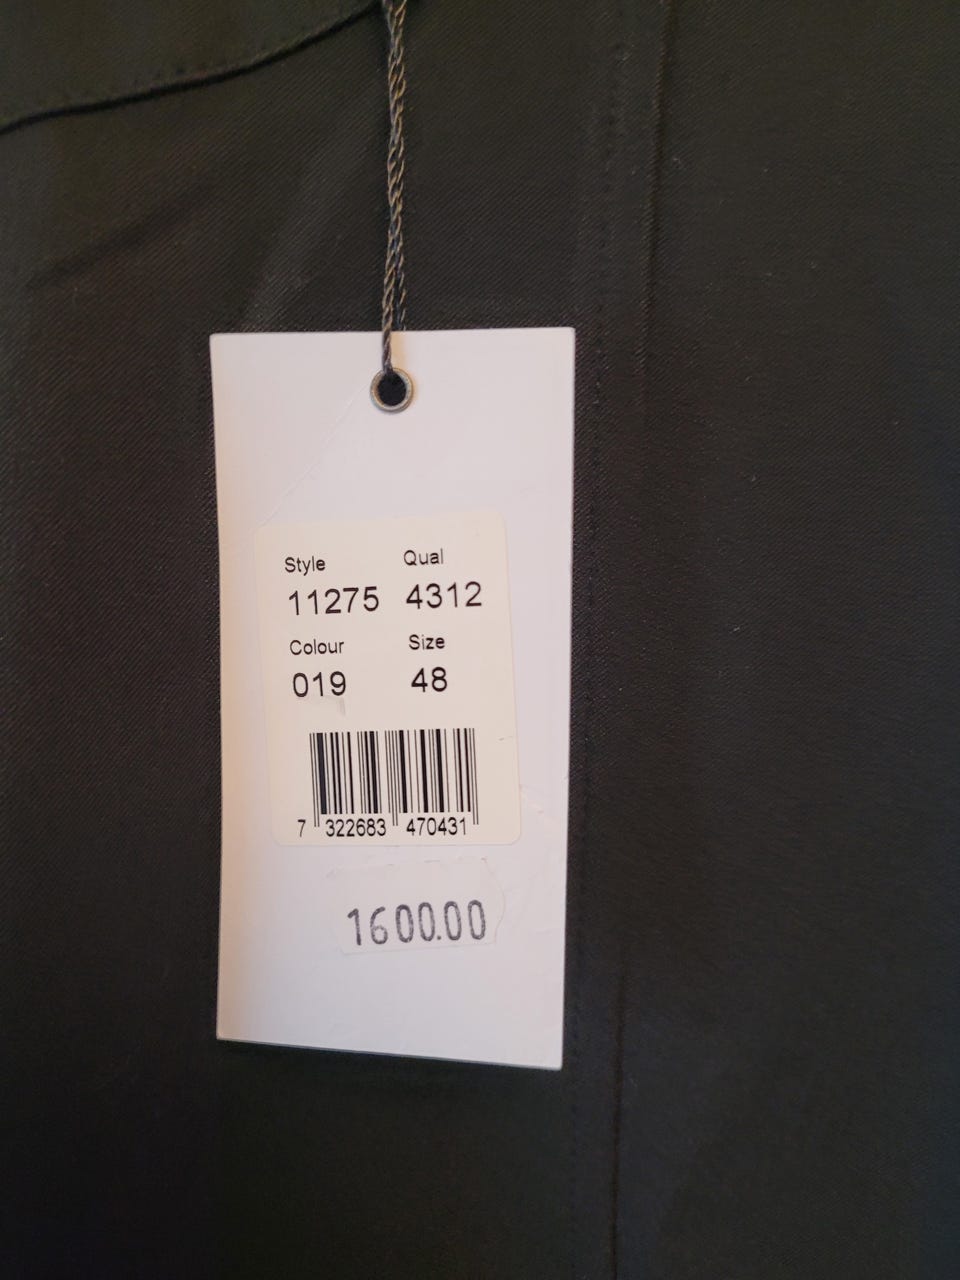 Style Qual
11275 4312
Colour Size
019 48
7 322683 470431
1600.00